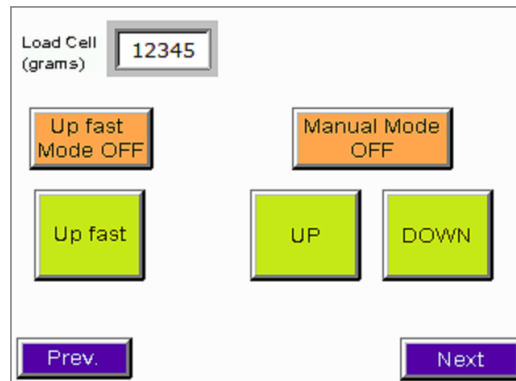 Load Cell
(grams)
12345
Up fast
Mode OFF
Manual Mode
OFF
Up fast
UP
DOWN
Prev.
Next